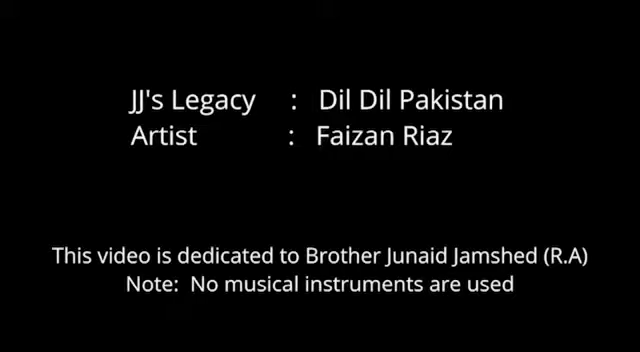 JJ's Legacy : Dil Dil Pakistan
Artist : Faizan Riaz
This video is dedicated to Brother Junaid Jamshed (R.A)
Note: No musical instruments are used